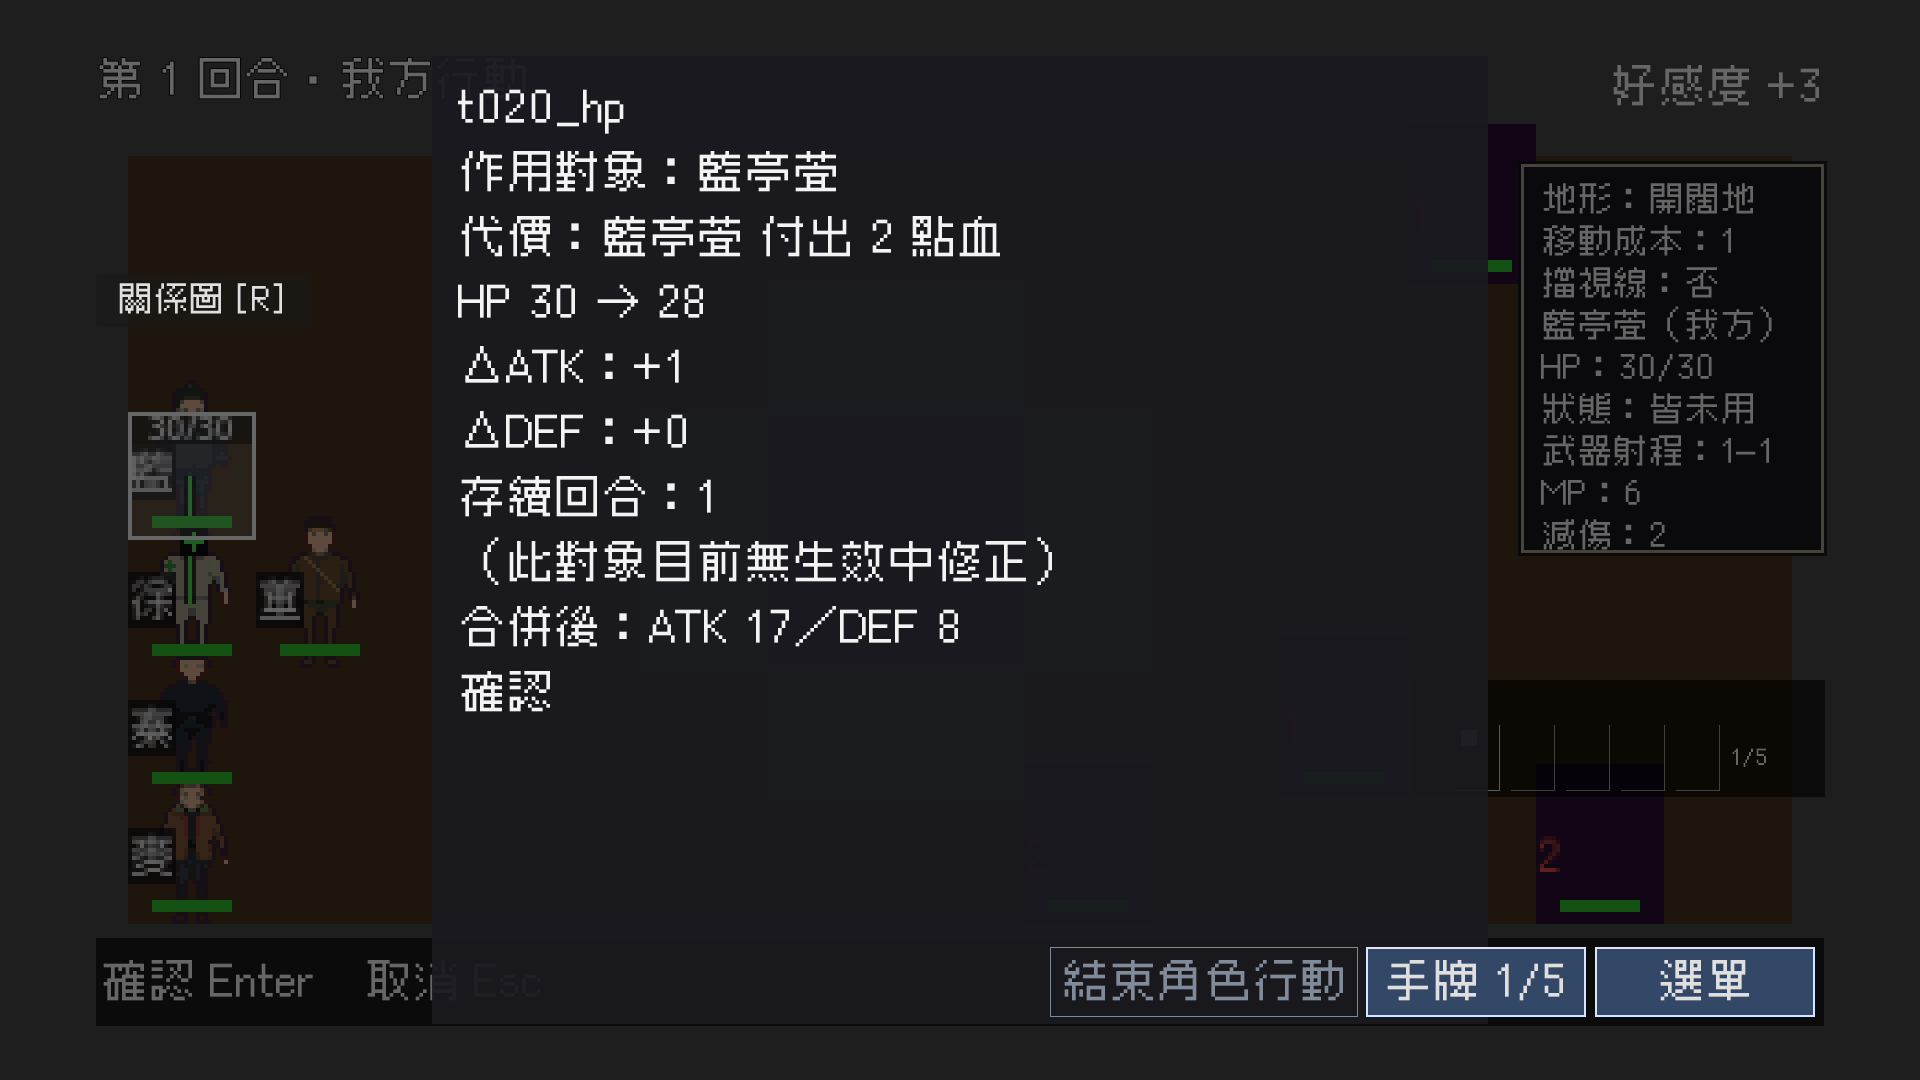 第 1 回合・我方行動
好感度 +3
t020_hp
作用對象：藍亭萱
代價：藍亭萱 付出 2 點血
HP 30 → 28
△ATK：+1
△DEF：+0
存續回合：1
（此對象目前無生效中修正）
合併後：ATK 17／DEF 8
確認
關係圖 [R]
地形：開闊地
移動成本：1
擋視線：否
藍亭萱（我方）
HP：30/30
狀態：皆未用
武器射程：1–1
MP：6
減傷：2
30/30
藍
徐
董
秦
麥
1/5
2
2
確認 Enter 取消 Esc
結束角色行動
手牌 1/5
選單